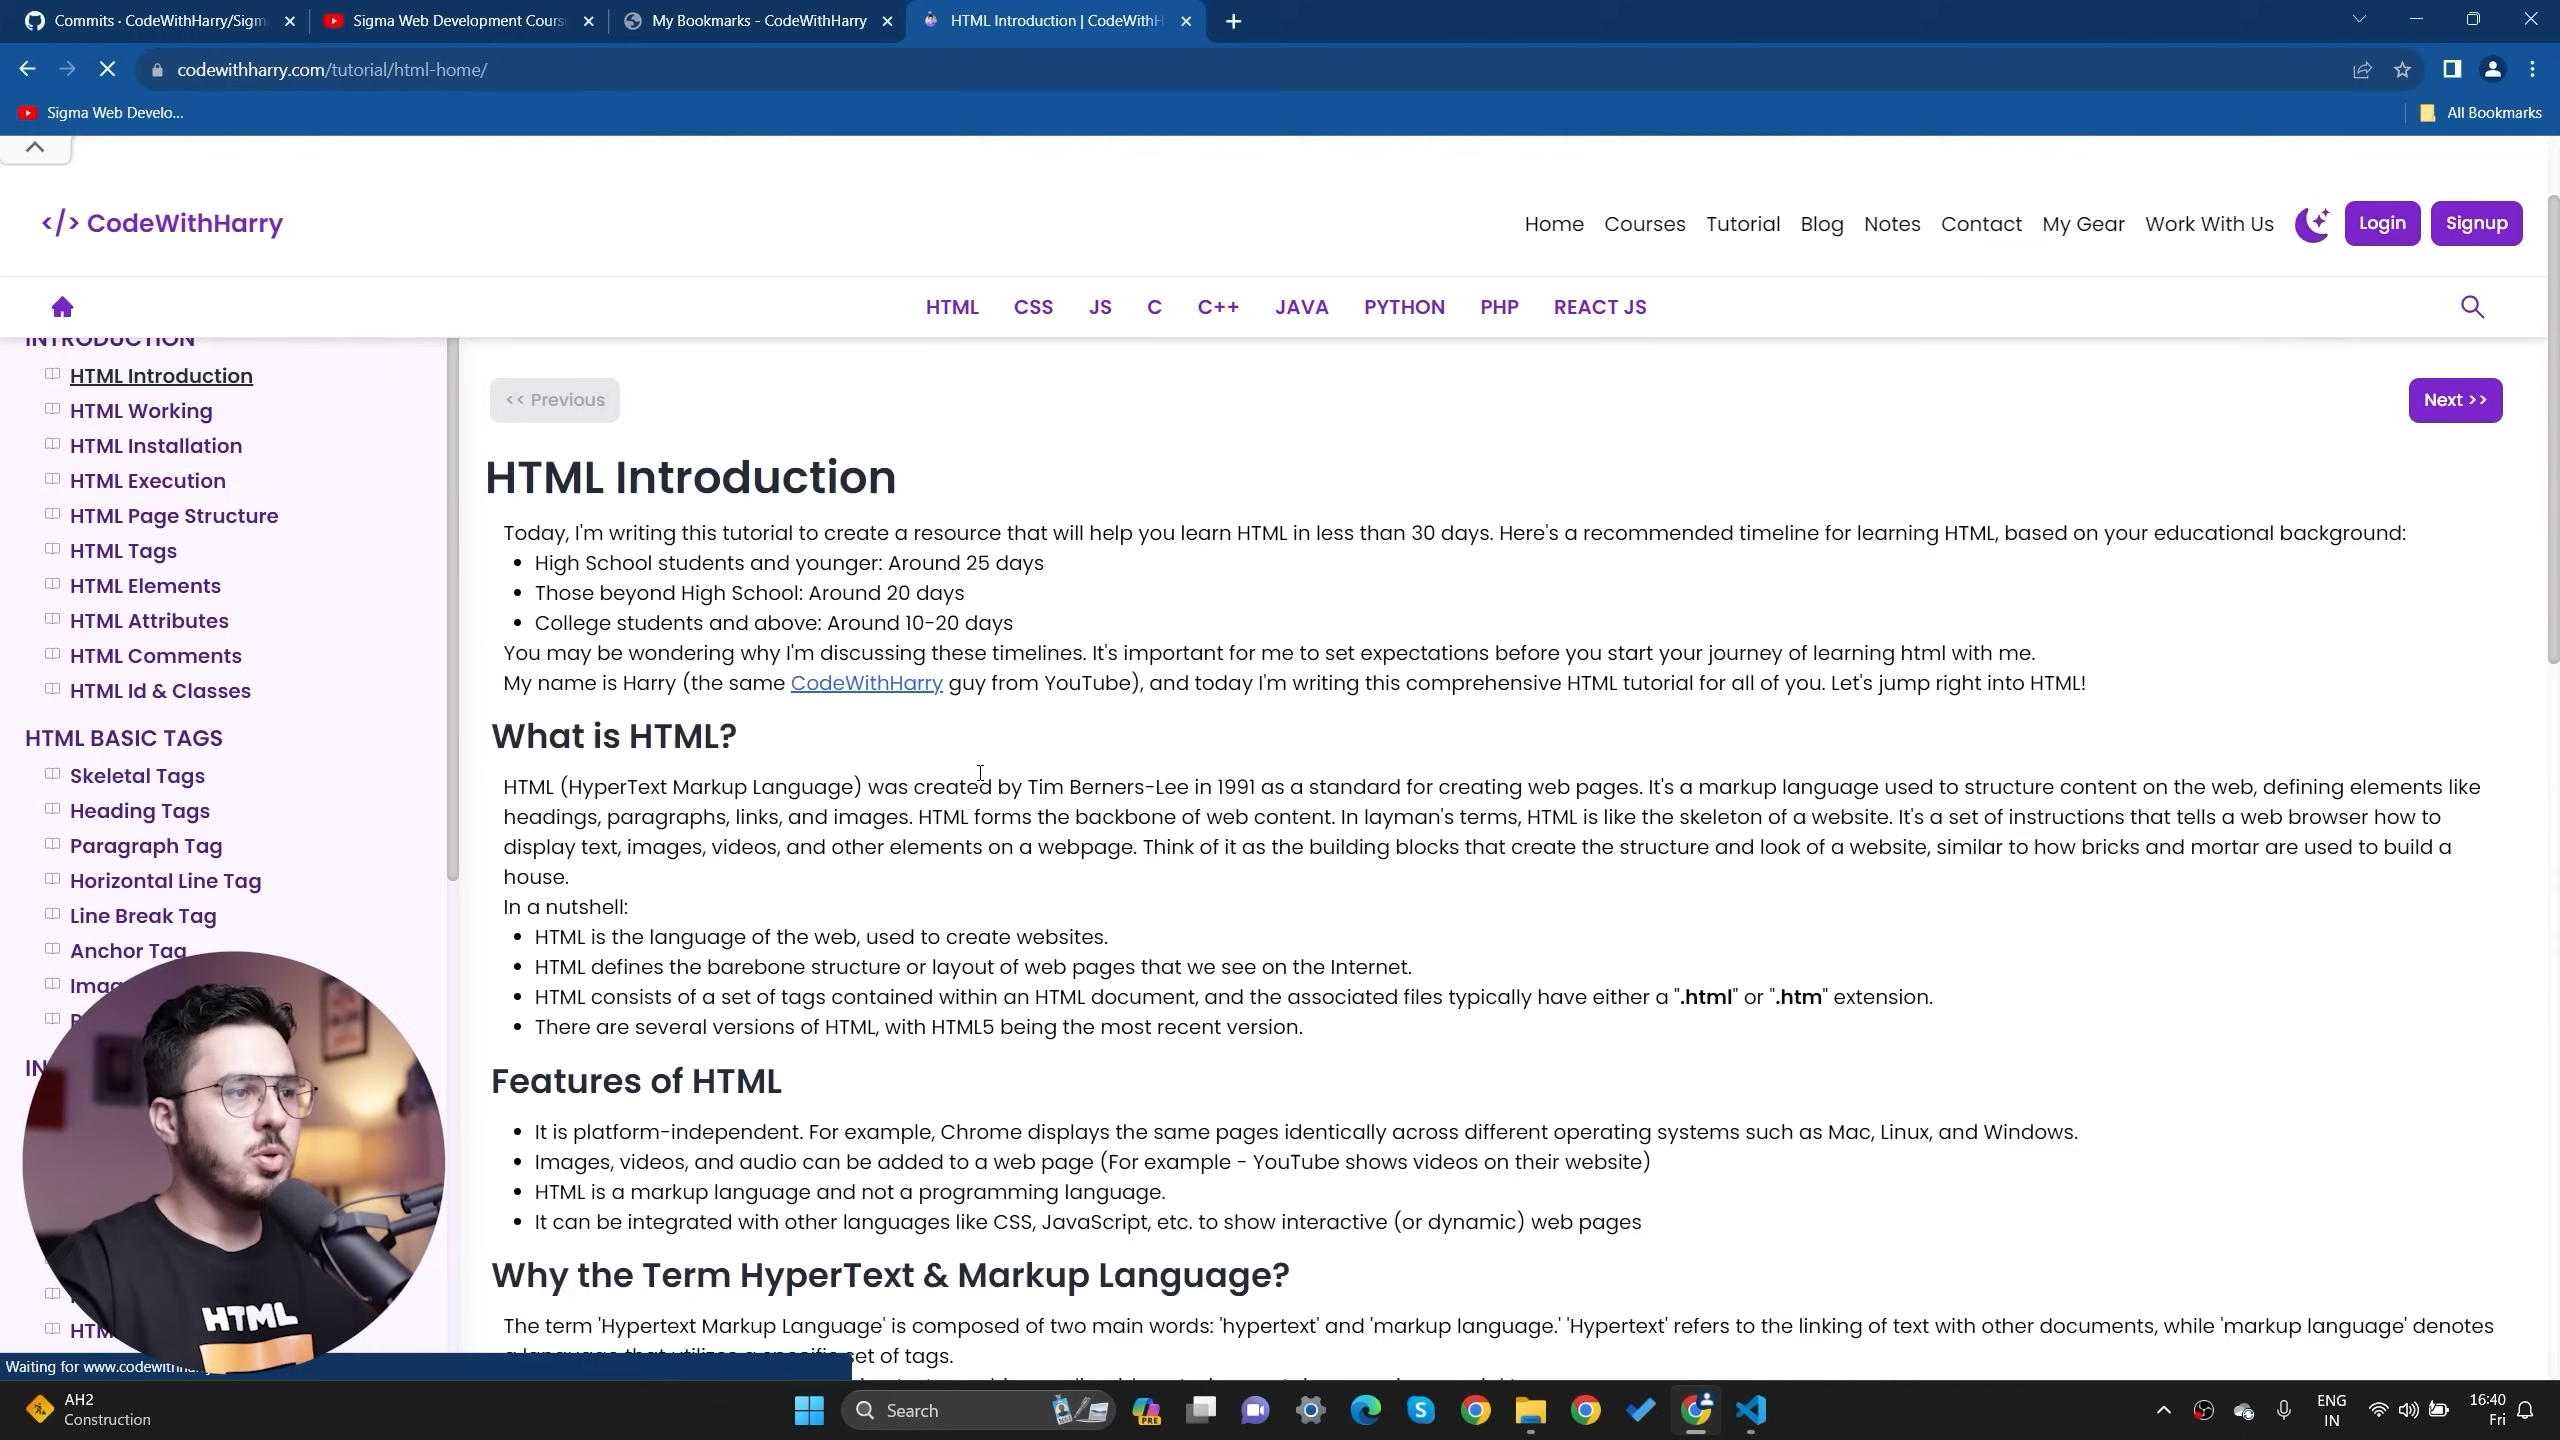 Commits · CodeWithHarry/Sigm
Sigma Web Development Cours
My Bookmarks - CodeWithHarry
HTML Introduction | CodeWithH
codewithharry.com/tutorial/html-home/
Sigma Web Develo...
All Bookmarks
</> CodeWithHarry
Home Courses Tutorial Blog Notes Contact My Gear Work With Us Login Signup
HTML CSS JS C C++ JAVA PYTHON PHP REACT JS
INTRODUCTION
HTML Introduction
HTML Working
HTML Installation
HTML Execution
HTML Page Structure
HTML Tags
HTML Elements
HTML Attributes
HTML Comments
HTML Id & Classes
HTML BASIC TAGS
Skeletal Tags
Heading Tags
Paragraph Tag
Horizontal Line Tag
Line Break Tag
Anchor Tag
Imag
IN
HTM
<< Previous
Next >>
HTML Introduction
Today, I'm writing this tutorial to create a resource that will help you learn HTML in less than 30 days. Here's a recommended timeline for learning HTML, based on your educational background:
• High School students and younger: Around 25 days
• Those beyond High School: Around 20 days
• College students and above: Around 10-20 days
You may be wondering why I'm discussing these timelines. It's important for me to set expectations before you start your journey of learning html with me.
My name is Harry (the same CodeWithHarry guy from YouTube), and today I'm writing this comprehensive HTML tutorial for all of you. Let's jump right into HTML!
What is HTML?
HTML (HyperText Markup Language) was created by Tim Berners-Lee in 1991 as a standard for creating web pages. It's a markup language used to structure content on the web, defining elements like
headings, paragraphs, links, and images. HTML forms the backbone of web content. In layman's terms, HTML is like the skeleton of a website. It's a set of instructions that tells a web browser how to
display text, images, videos, and other elements on a webpage. Think of it as the building blocks that create the structure and look of a website, similar to how bricks and mortar are used to build a
house.
In a nutshell:
• HTML is the language of the web, used to create websites.
• HTML defines the barebone structure or layout of web pages that we see on the Internet.
• HTML consists of a set of tags contained within an HTML document, and the associated files typically have either a ".html" or ".htm" extension.
• There are several versions of HTML, with HTML5 being the most recent version.
Features of HTML
• It is platform-independent. For example, Chrome displays the same pages identically across different operating systems such as Mac, Linux, and Windows.
• Images, videos, and audio can be added to a web page (For example - YouTube shows videos on their website)
• HTML is a markup language and not a programming language.
• It can be integrated with other languages like CSS, JavaScript, etc. to show interactive (or dynamic) web pages
Why the Term HyperText & Markup Language?
The term 'Hypertext Markup Language' is composed of two main words: 'hypertext' and 'markup language.' 'Hypertext' refers to the linking of text with other documents, while 'markup language' denotes
a language that utilizes a specific set of tags.
HTML
Waiting for www.codewithh
AH2
Construction
Search
PRE
ENG
IN
16:40
Fri